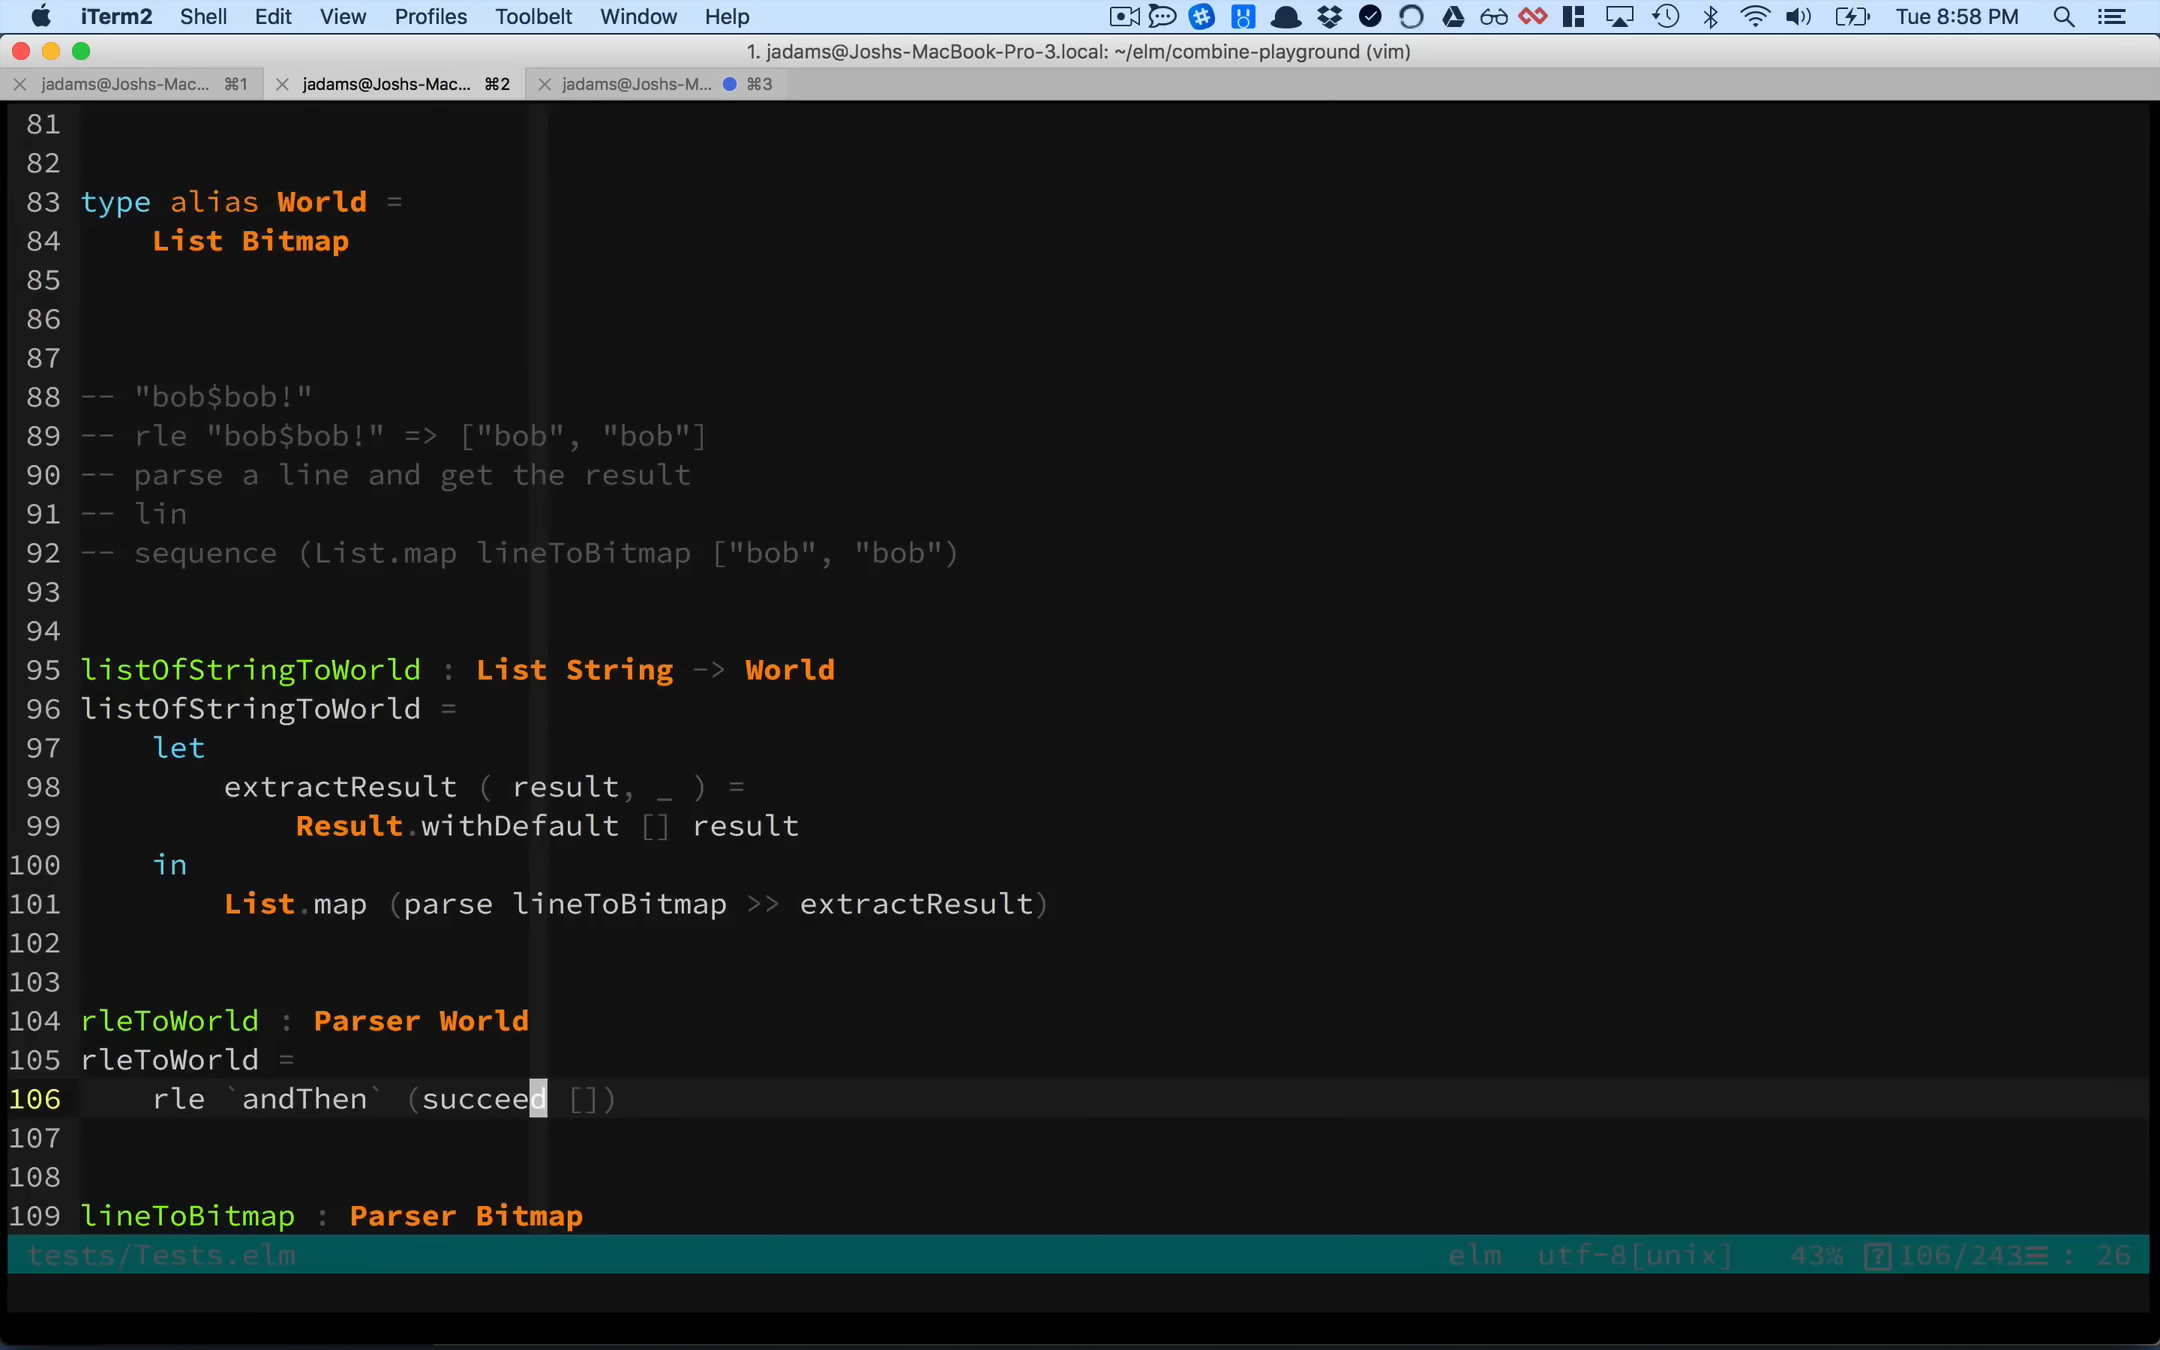 iTerm2 Shell Edit View Profiles Toolbelt Window Help Tue 8:58 PM
1. jadams@Joshs-MacBook-Pro-3.local: ~/elm/combine-playground (vim)
jadams@Joshs-Mac... ⌘1 jadams@Joshs-Mac... ⌘2 jadams@Joshs-M... ⌘3
81
82
83 type alias World =
84     List Bitmap
85
86
87
88 -- "bob$bob!"
89 -- rle "bob$bob!" => ["bob", "bob"]
90 -- parse a line and get the result
91 -- lin
92 -- sequence (List.map lineToBitmap ["bob", "bob")
93
94
95 listOfStringToWorld : List String -> World
96 listOfStringToWorld =
97     let
98         extractResult ( result, _ ) =
99             Result.withDefault [] result
100     in
101         List.map (parse lineToBitmap >> extractResult)
102
103
104 rleToWorld : Parser World
105 rleToWorld =
106     rle `andThen` (succeed [])
107
108
109 lineToBitmap : Parser Bitmap
tests/Tests.elm elm utf-8[unix] 43% 106/243☰ : 26